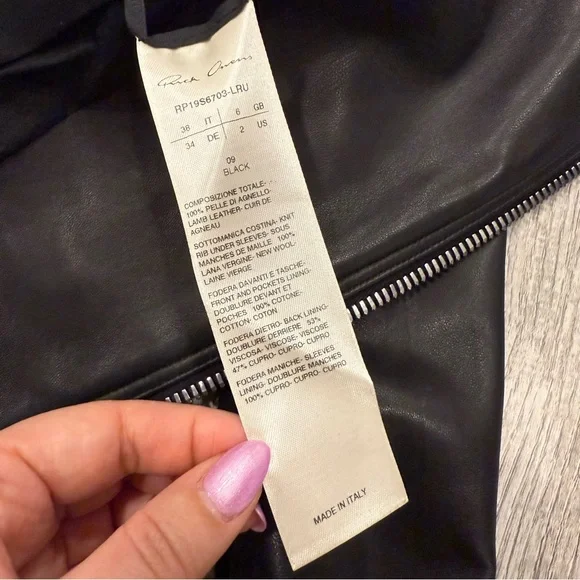 Rick Owens
RP19S6703-LRU
38 IT 6 GB
34 DE 2 US
09
BLACK
COMPOSIZIONE TOTALE-
100% PELLE DI AGNELLO-
LAMB LEATHER- CUIR DE
AGNEAU
SOTTOMANICA COSTINA- KNIT
RIB UNDER SLEEVES- SOUS
MANCHES DE MAILLE 100%
LANA VERGINE- NEW WOOL-
LAINE VIERGE
FODERA DAVANTI E TASCHE-
FRONT AND POCKETS LINING-
DOUBLURE DEVANT ET
POCHES 100% COTONE-
COTTON- COTON
FODERA DIETRO- BACK LINING-
DOUBLURE DERRIERE 53%
VISCOSA- VISCOSE- VISCOSE
47% CUPRO- CUPRO- CUPRO
FODERA MANICHE- SLEEVES
LINING- DOUBLURE MANCHES
100% CUPRO- CUPRO- CUPRO
MADE IN ITALY